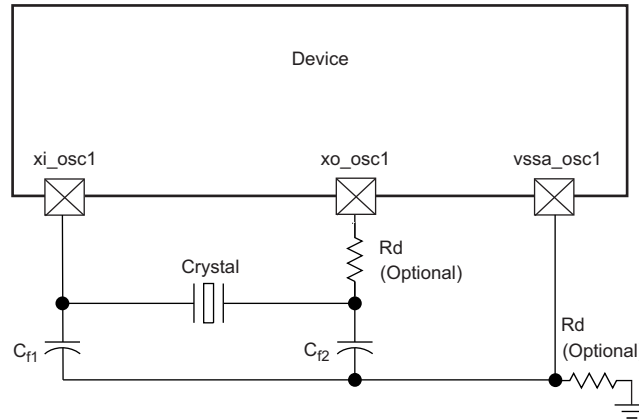 Device
xi_osc1
xo_osc1
vssa_osc1
Rd
(Optional)
Crystal
Cf1
Cf2
Rd
(Optional